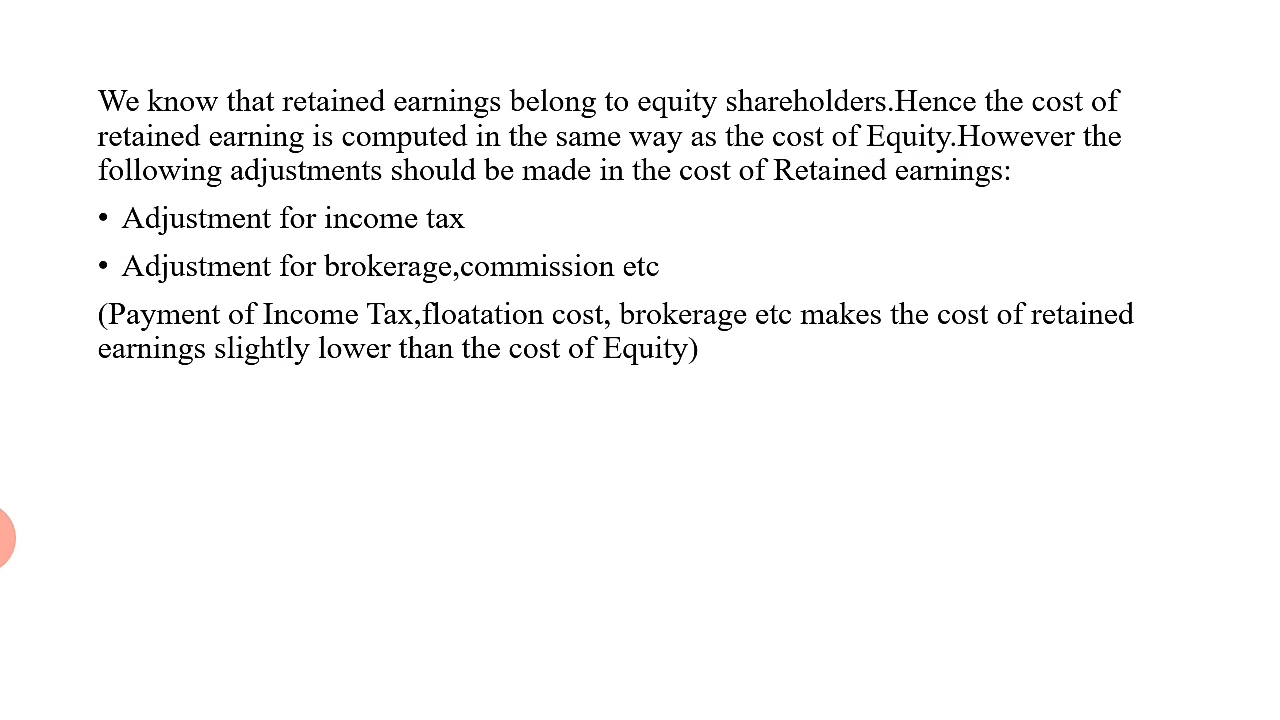 We know that retained earnings belong to equity shareholders.Hence the cost of
retained earning is computed in the same way as the cost of Equity.However the
following adjustments should be made in the cost of Retained earnings:
• Adjustment for income tax
• Adjustment for brokerage,commission etc
(Payment of Income Tax,floatation cost, brokerage etc makes the cost of retained
earnings slightly lower than the cost of Equity)